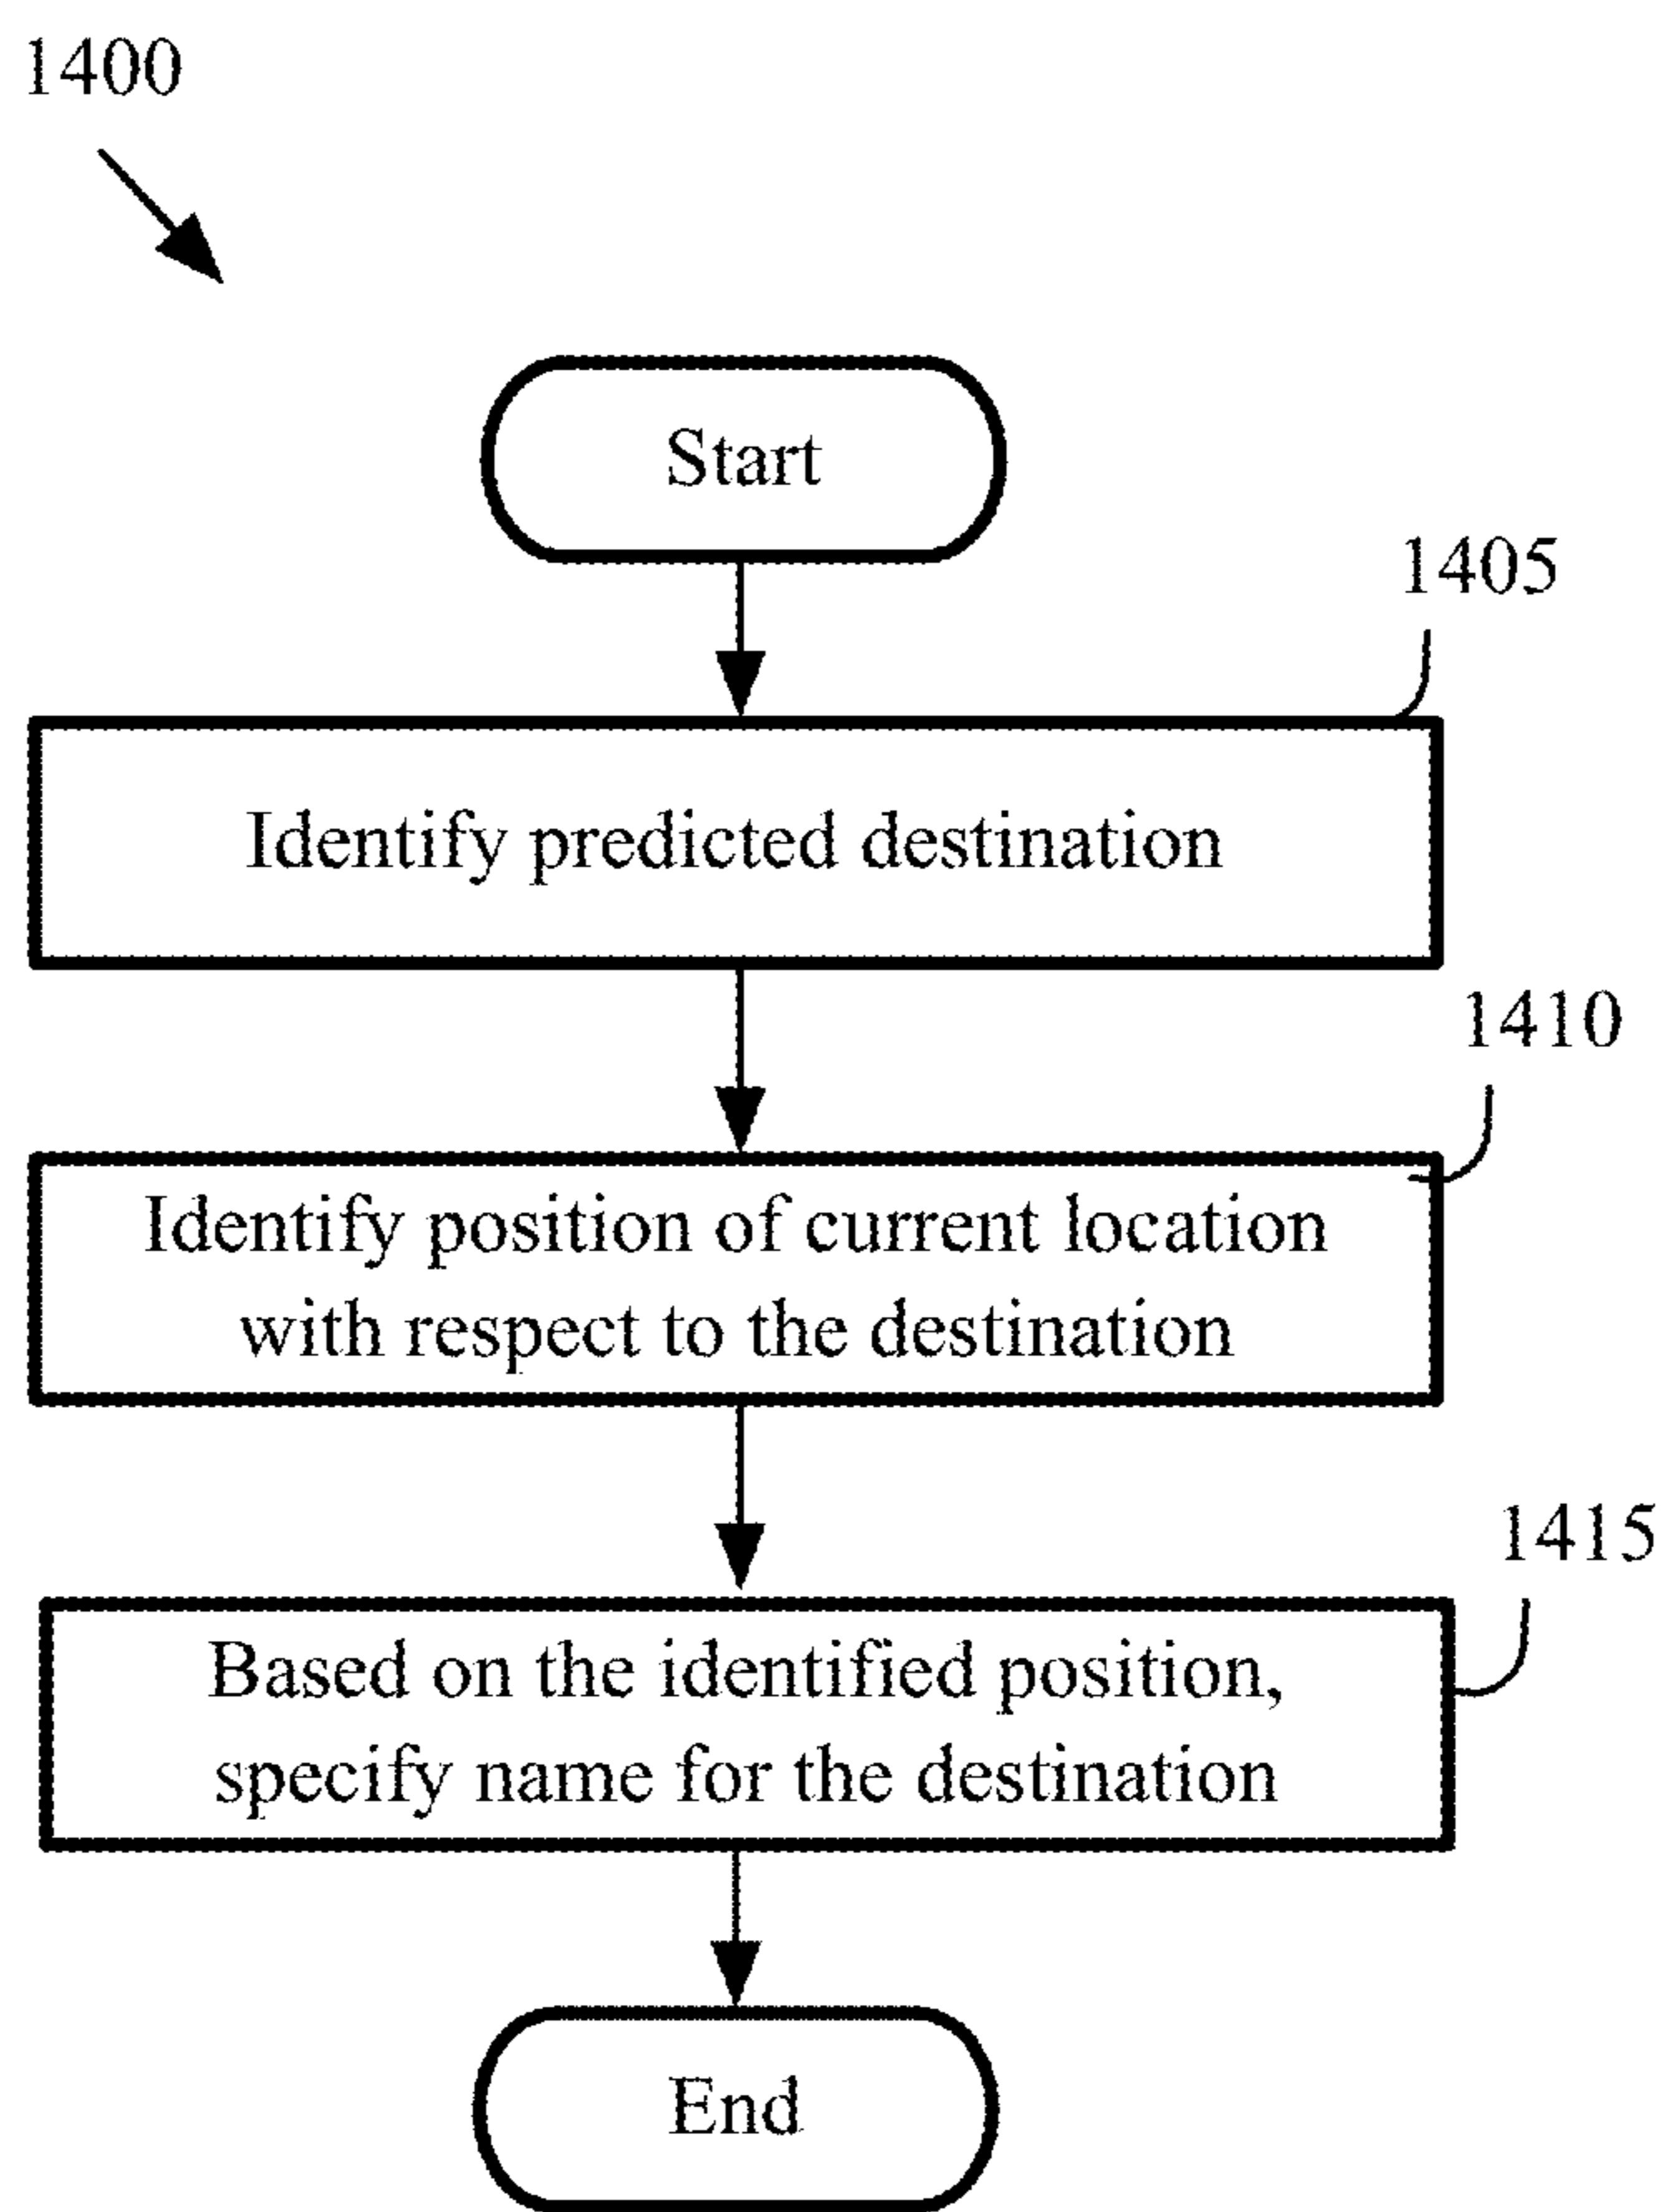 1400
Start
1405
Identify predicted destination
1410
Identify position of current location
with respect to the destination
1415
Based on the identified position,
specify name for the destination
End